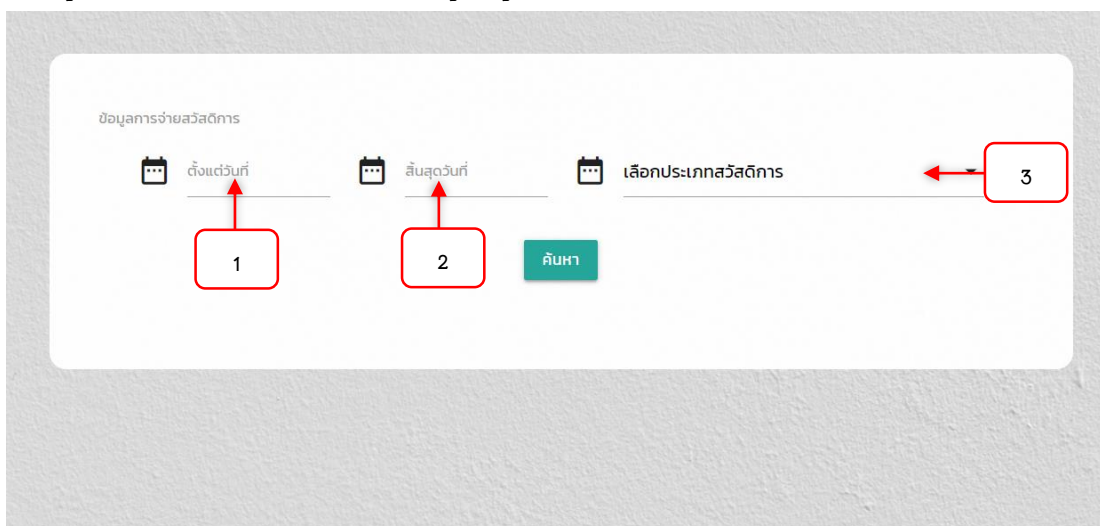 ข้อมูลการจ่ายสวัสดิการ
ตั้งแต่วันที่ สิ้นสุดวันที่ เลือกประเภทสวัสดิการ 3
1 2 ค้นหา